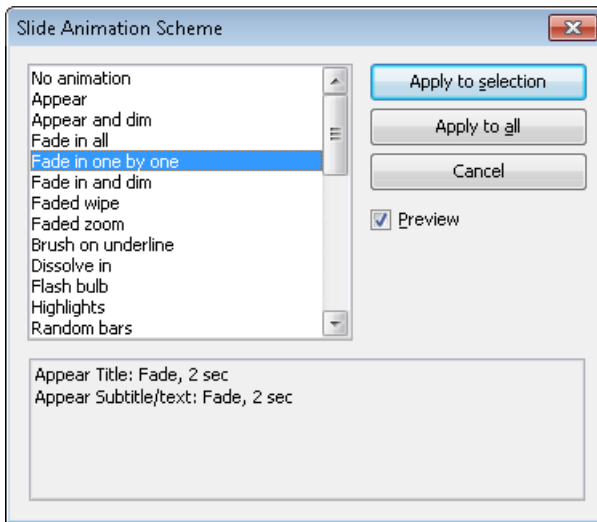 Slide Animation Scheme
No animation
Appear
Appear and dim
Fade in all
Fade in one by one
Fade in and dim
Faded wipe
Faded zoom
Brush on underline
Dissolve in
Flash bulb
Highlights
Random bars
Apply to selection
Apply to all
Cancel
Preview
Appear Title: Fade, 2 sec
Appear Subtitle/text: Fade, 2 sec